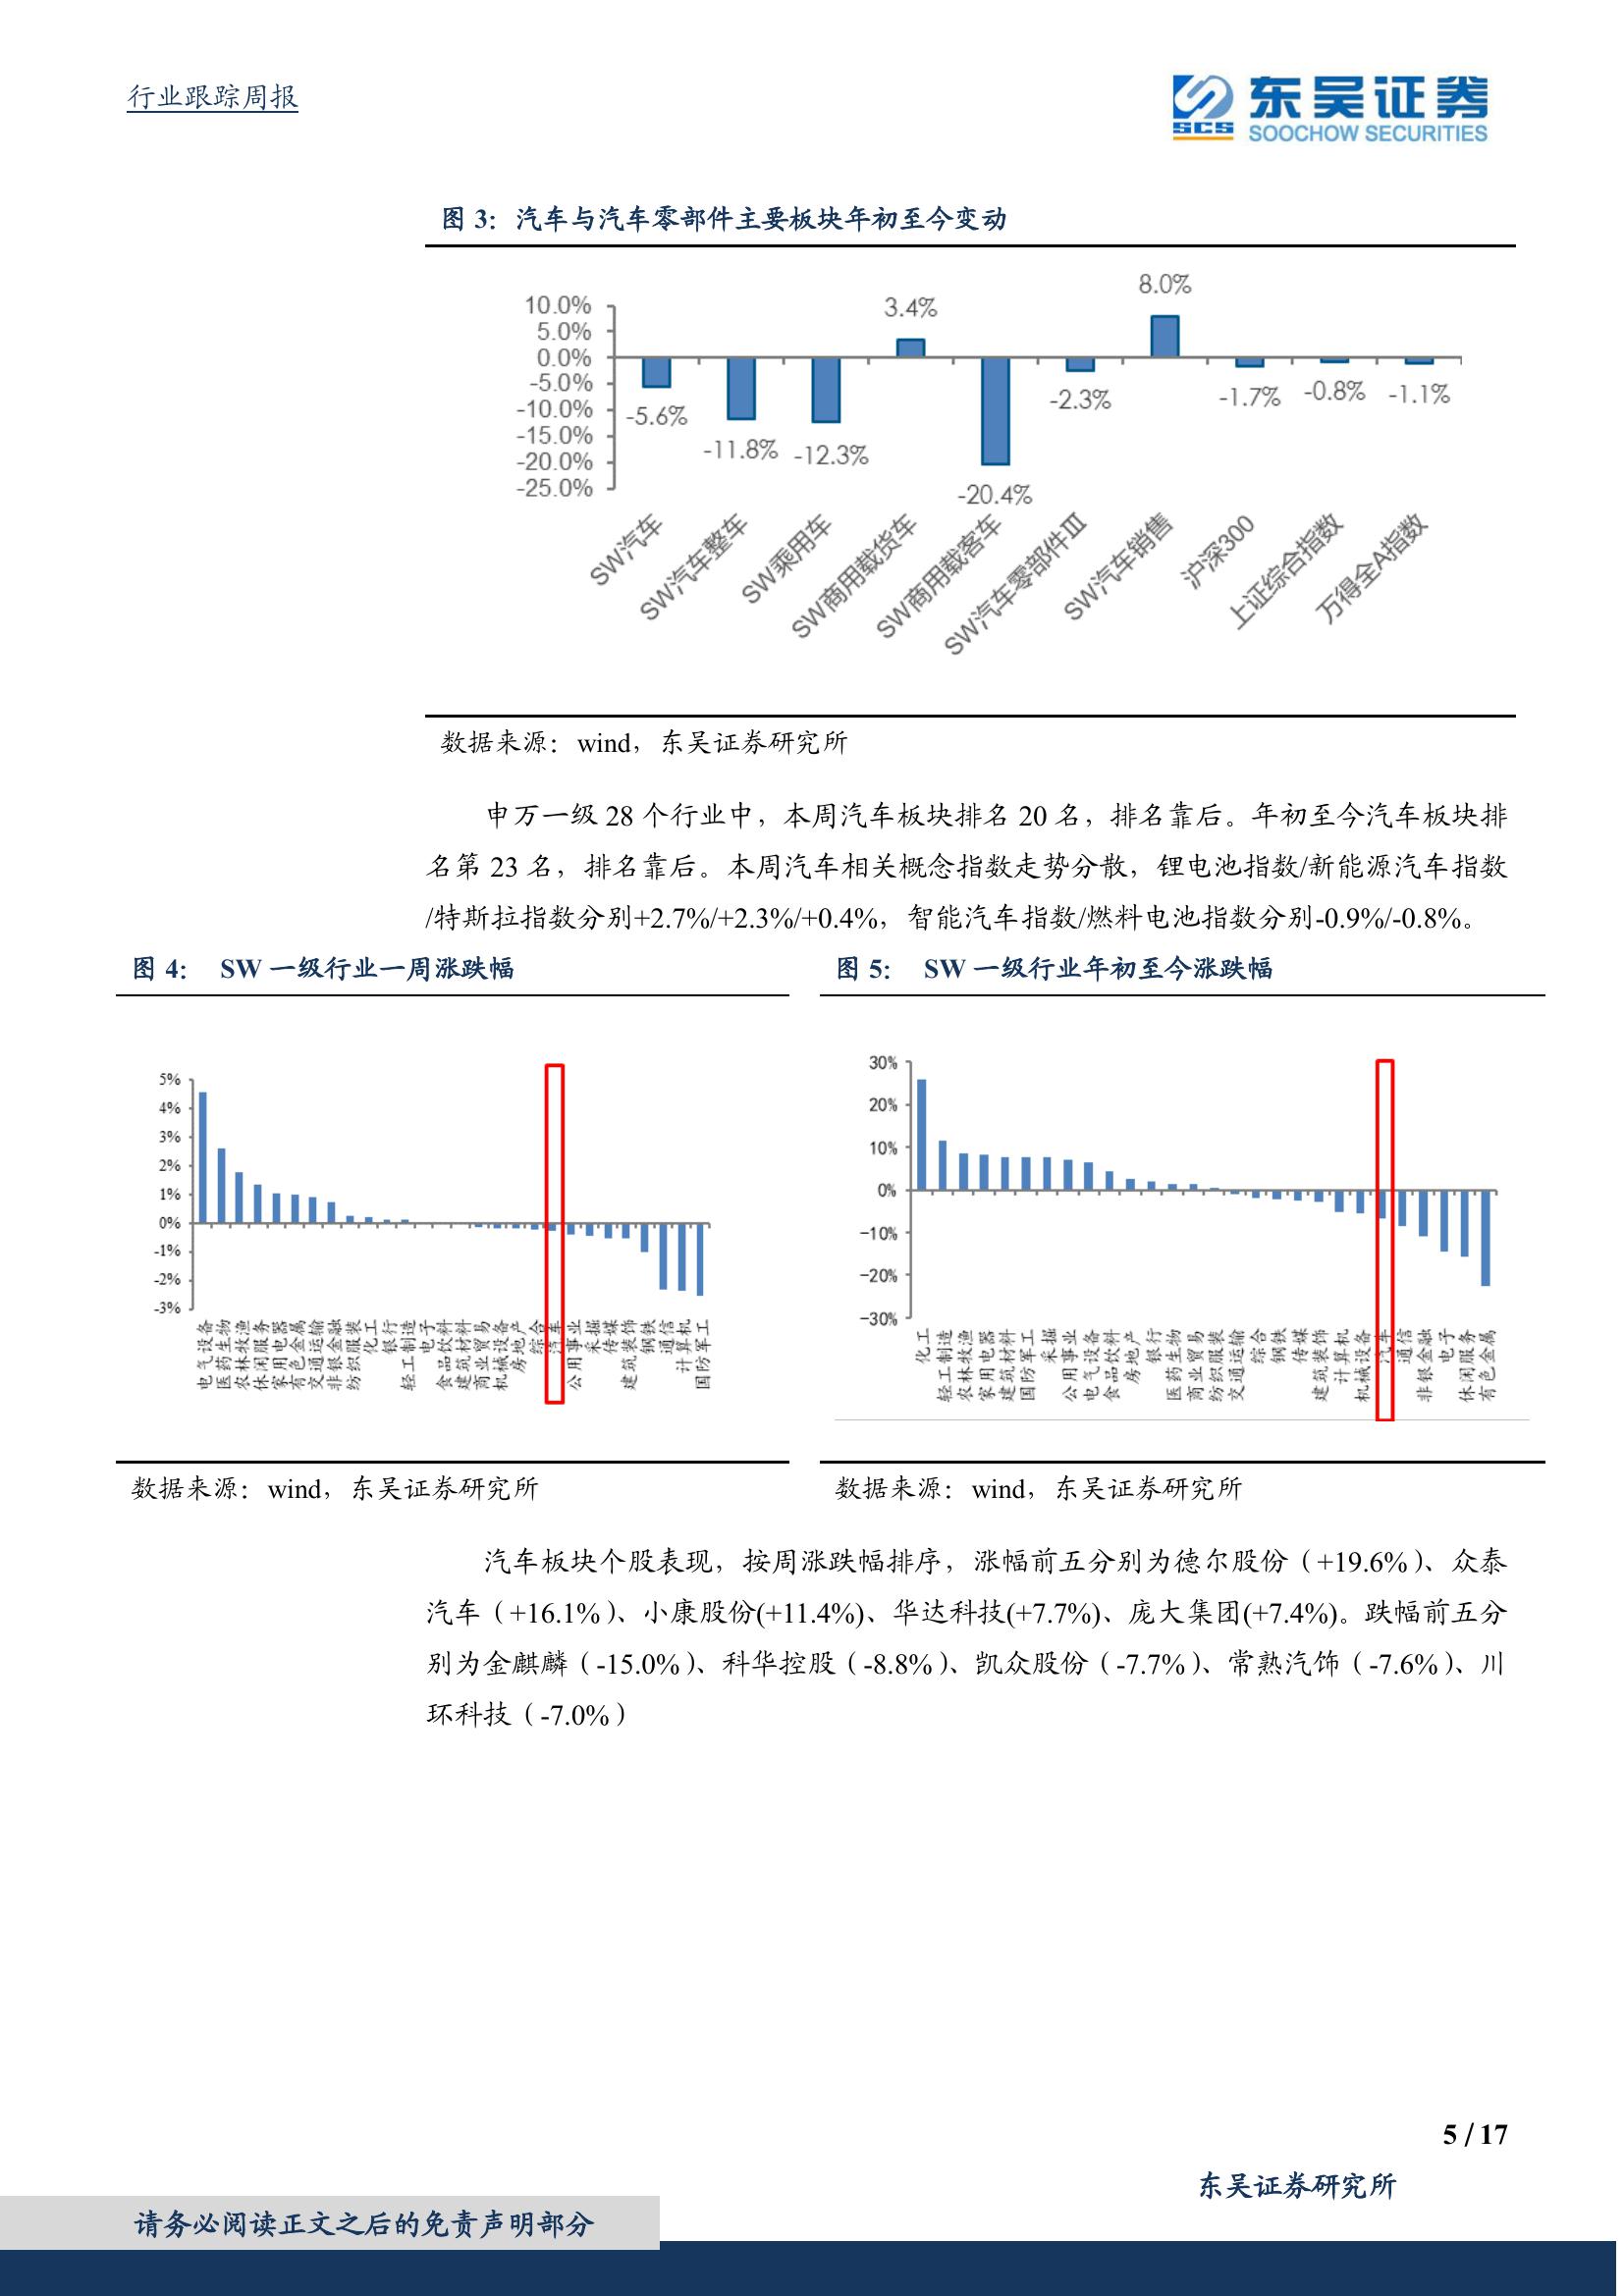 行业跟踪周报
东吴证券
SCS
SOOCHOW SECURITIES
图 3：汽车与汽车零部件主要板块年初至今变动
10.0%
5.0%
0.0%
-5.0%
-10.0%
-15.0%
-20.0%
-25.0%
-5.6%
-11.8%
-12.3%
3.4%
-20.4%
-2.3%
8.0%
-1.7%
-0.8%
-1.1%
SW汽车
SW汽车整车
SW乘用车
SW商用载货车
SW商用载客车
SW汽车零部件III
SW汽车销售
沪深300
上证综合指数
万得全A指数
数据来源：wind，东吴证券研究所
申万一级 28 个行业中，本周汽车板块排名 20 名，排名靠后。年初至今汽车板块排
名第 23 名，排名靠后。本周汽车相关概念指数走势分散，锂电池指数/新能源汽车指数
/特斯拉指数分别+2.7%/+2.3%/+0.4%，智能汽车指数/燃料电池指数分别-0.9%/-0.8%。
图 4： SW 一级行业一周涨跌幅
5%
4%
3%
2%
1%
0%
-1%
-2%
-3%
电气设备
医药生物
农林牧渔
休闲服务
家用电器
有色金属
交通运输
非银金融
纺织服装
化工
银行
轻工制造
电子
食品饮料
建筑材料
商业贸易
机械设备
房地产
综合
汽车
公用事业
采掘
传媒
建筑装饰
钢铁
通信
计算机
国防军工
数据来源：wind，东吴证券研究所
图 5： SW 一级行业年初至今涨跌幅
30%
20%
10%
0%
-10%
-20%
-30%
化工
轻工制造
农林牧渔
家用电器
建筑材料
国防军工
采掘
公用事业
电气设备
食品饮料
房地产
银行
医药生物
商业贸易
纺织服装
交通运输
综合
钢铁
传媒
建筑装饰
计算机
机械设备
汽车
通信
非银金融
电子
休闲服务
有色金属
数据来源：wind，东吴证券研究所
汽车板块个股表现，按周涨跌幅排序，涨幅前五分别为德尔股份（+19.6%）、众泰
汽车（+16.1%）、小康股份(+11.4%)、华达科技(+7.7%)、庞大集团(+7.4%)。跌幅前五分
别为金麒麟（-15.0%）、科华控股（-8.8%）、凯众股份（-7.7%）、常熟汽饰（-7.6%）、川
环科技（-7.0%）
5 / 17
东吴证券研究所
请务必阅读正文之后的免责声明部分